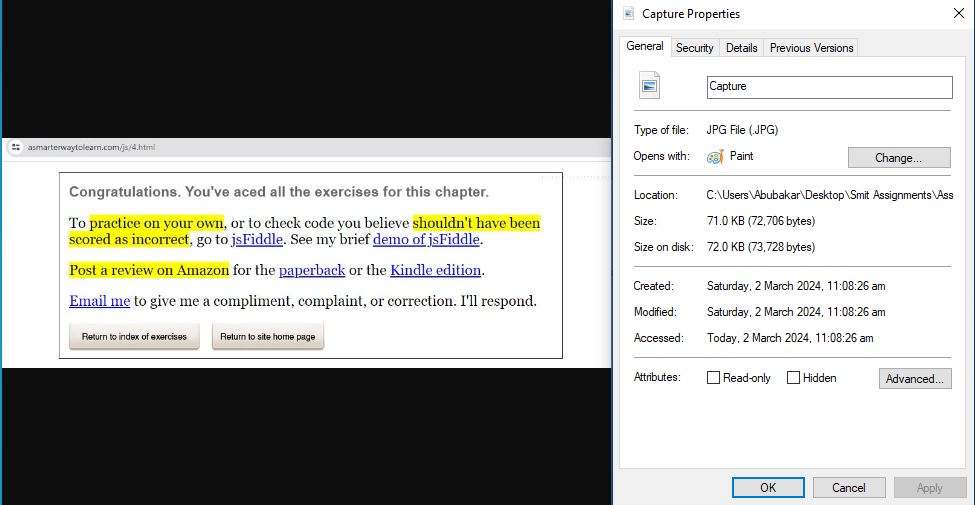 asmarterwaytolearn.com/js/4.html
Congratulations. You've aced all the exercises for this chapter.
To practice on your own, or to check code you believe shouldn't have been
scored as incorrect, go to jsFiddle. See my brief demo of jsFiddle.
Post a review on Amazon for the paperback or the Kindle edition.
Email me to give me a compliment, complaint, or correction. I'll respond.
Return to index of exercises Return to site home page
Capture Properties
General Security Details Previous Versions
Capture
Type of file: JPG File (.JPG)
Opens with: Paint Change...
Location: C:\Users\Abubakar\Desktop\Smit Assignments\Ass
Size: 71.0 KB (72,706 bytes)
Size on disk: 72.0 KB (73,728 bytes)
Created: Saturday, 2 March 2024, 11:08:26 am
Modified: Saturday, 2 March 2024, 11:08:26 am
Accessed: Today, 2 March 2024, 11:08:26 am
Attributes: Read-only Hidden Advanced...
OK Cancel Apply